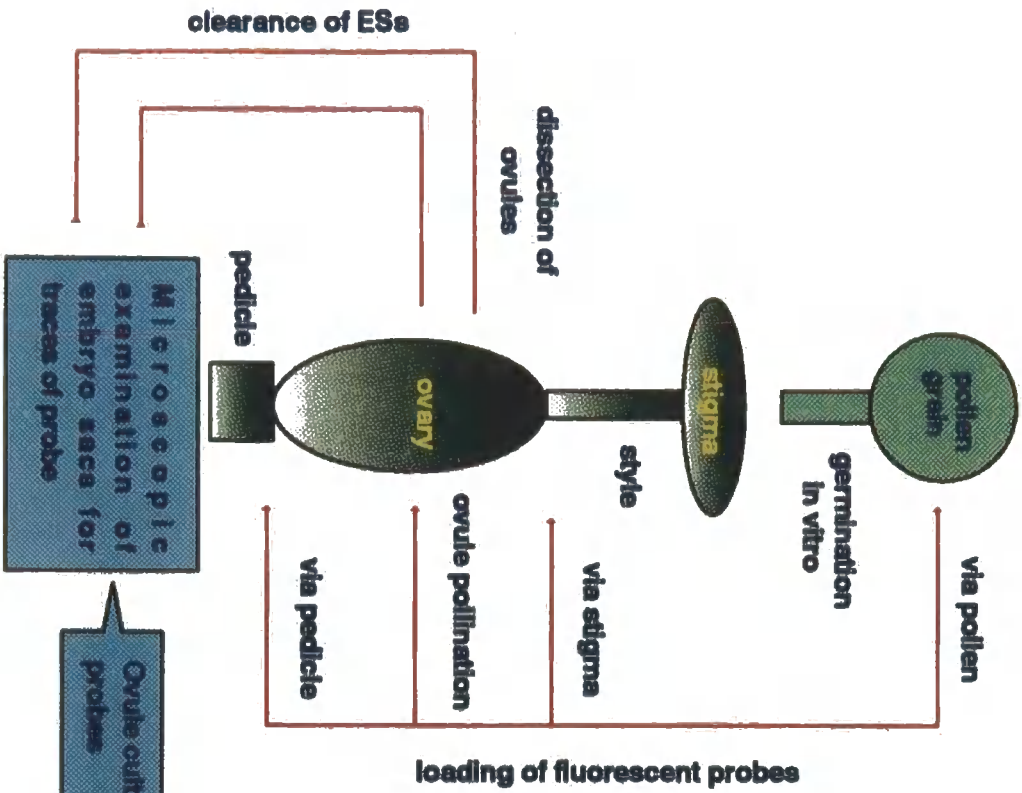 clearance of ESs
dissection of
ovules
pollen
grain
germination
in vitro
via pollen
stigma
style
via stigma
ovary
ovule pollination
pedicle
via pedicle
loading of fluorescent probes
Microscopic
examination of
embryo sacs for
traces of probe
Ovule cult
probes